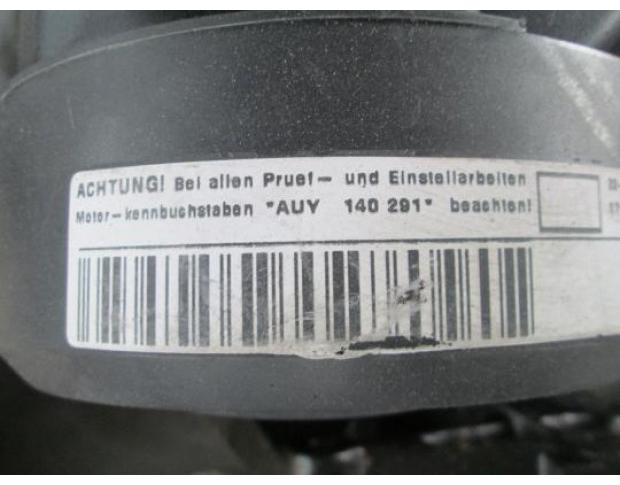 ACHTUNG! Bei allen Pruef- und Einstellarbeiten
Motor-kennbuchstaben "AUY 140 291" beachten!